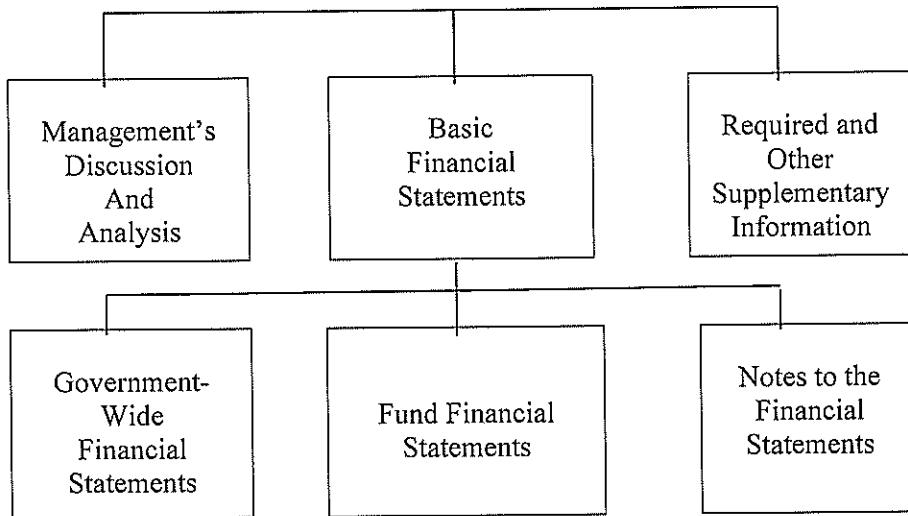 Management’s
Discussion
And
Analysis
Basic
Financial
Statements
Required and
Other
Supplementary
Information
Government-
Wide
Financial
Statements
Fund Financial
Statements
Notes to the
Financial
Statements